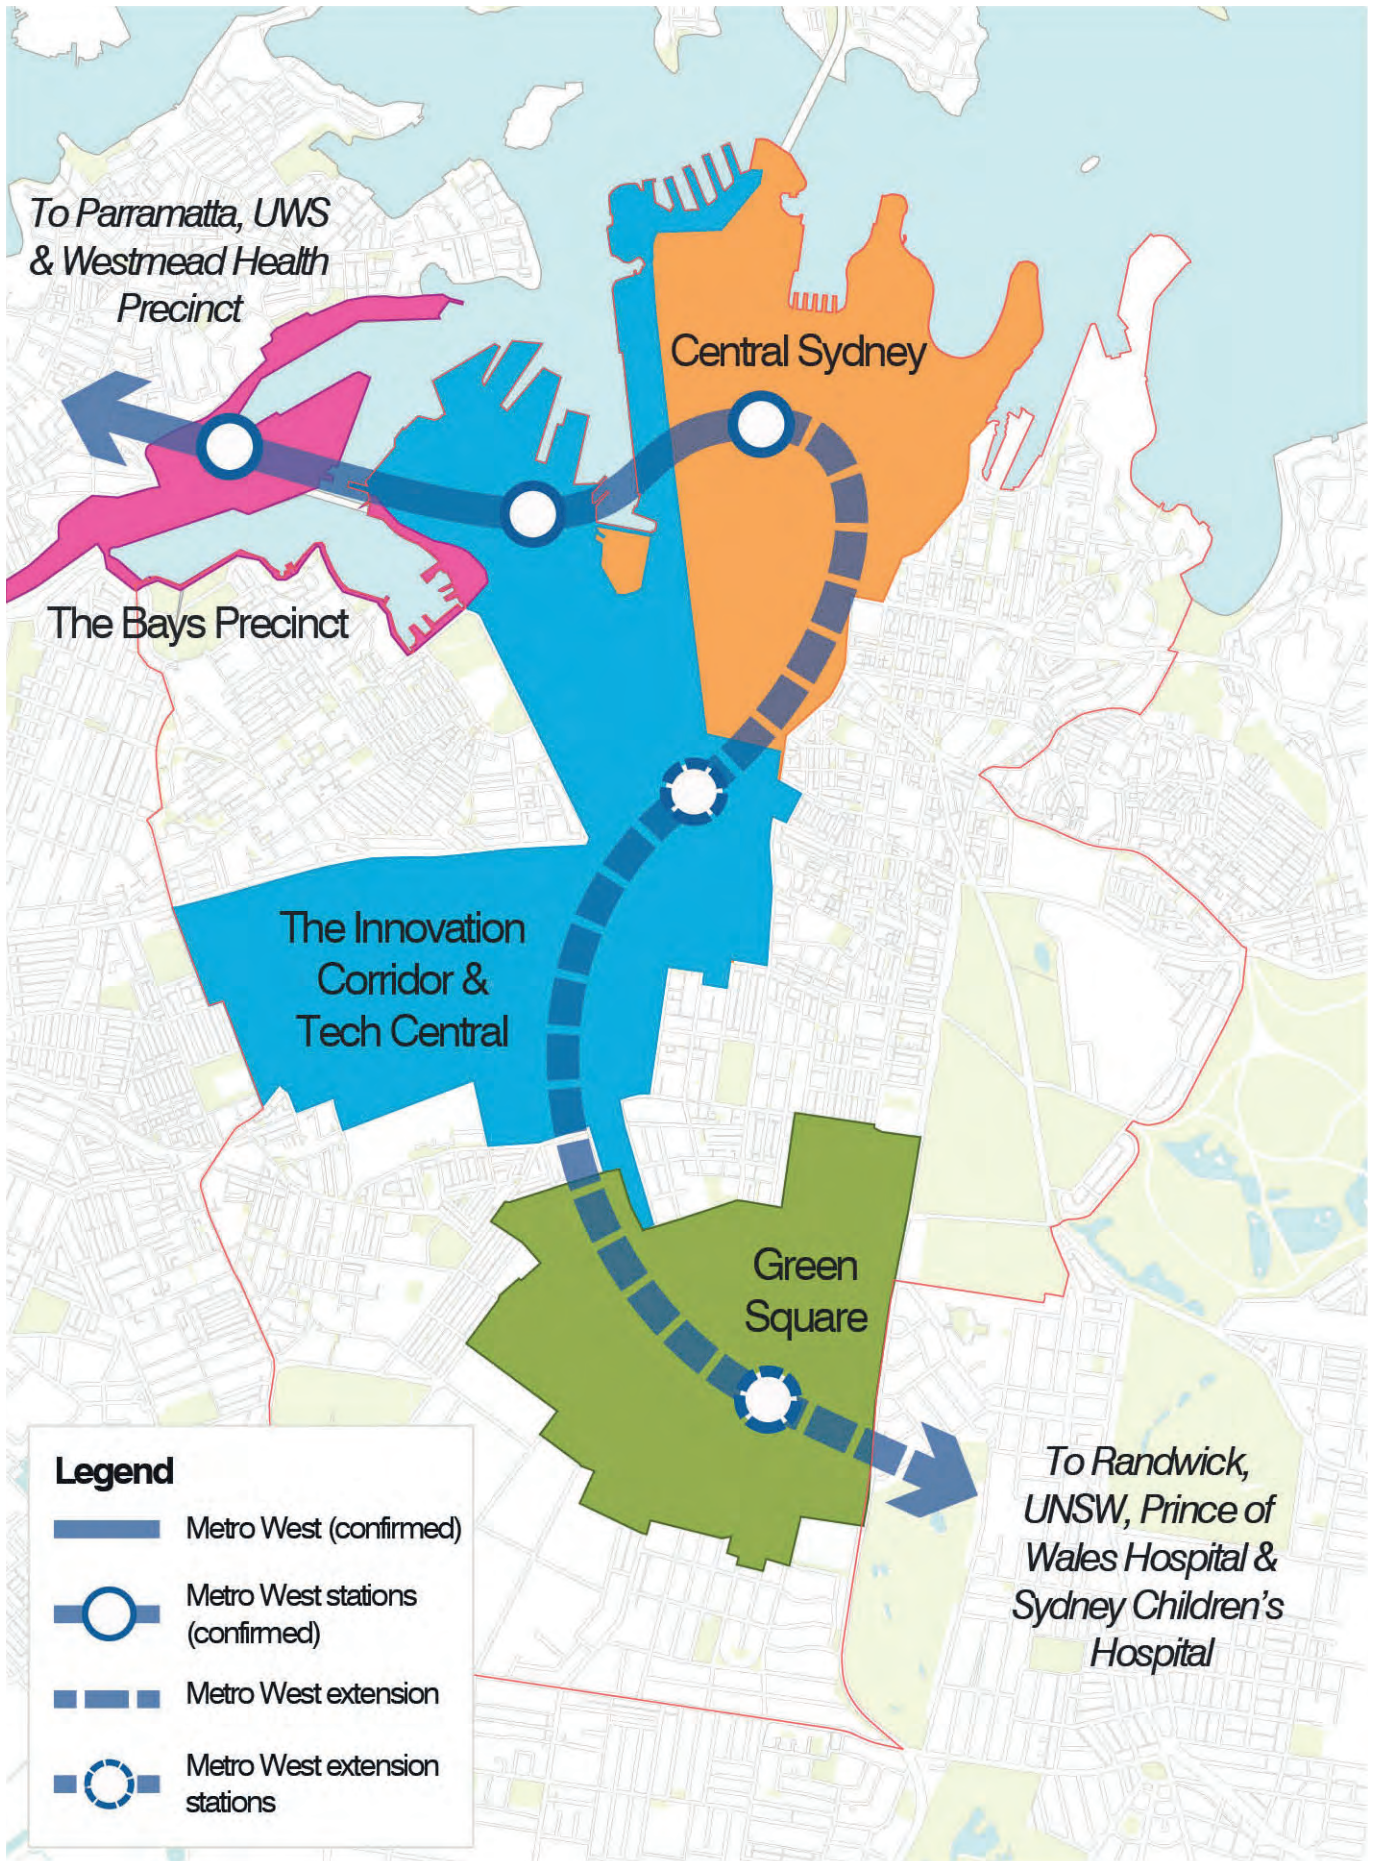 To Parramatta, UWS
& Westmead Health
Precinct
Central Sydney
The Bays Precinct
The Innovation
Corridor &
Tech Central
Green
Square
To Randwick,
UNSW, Prince of
Wales Hospital &
Sydney Children's
Hospital
Legend
Metro West (confirmed)
Metro West stations
(confirmed)
Metro West extension
Metro West extension
stations